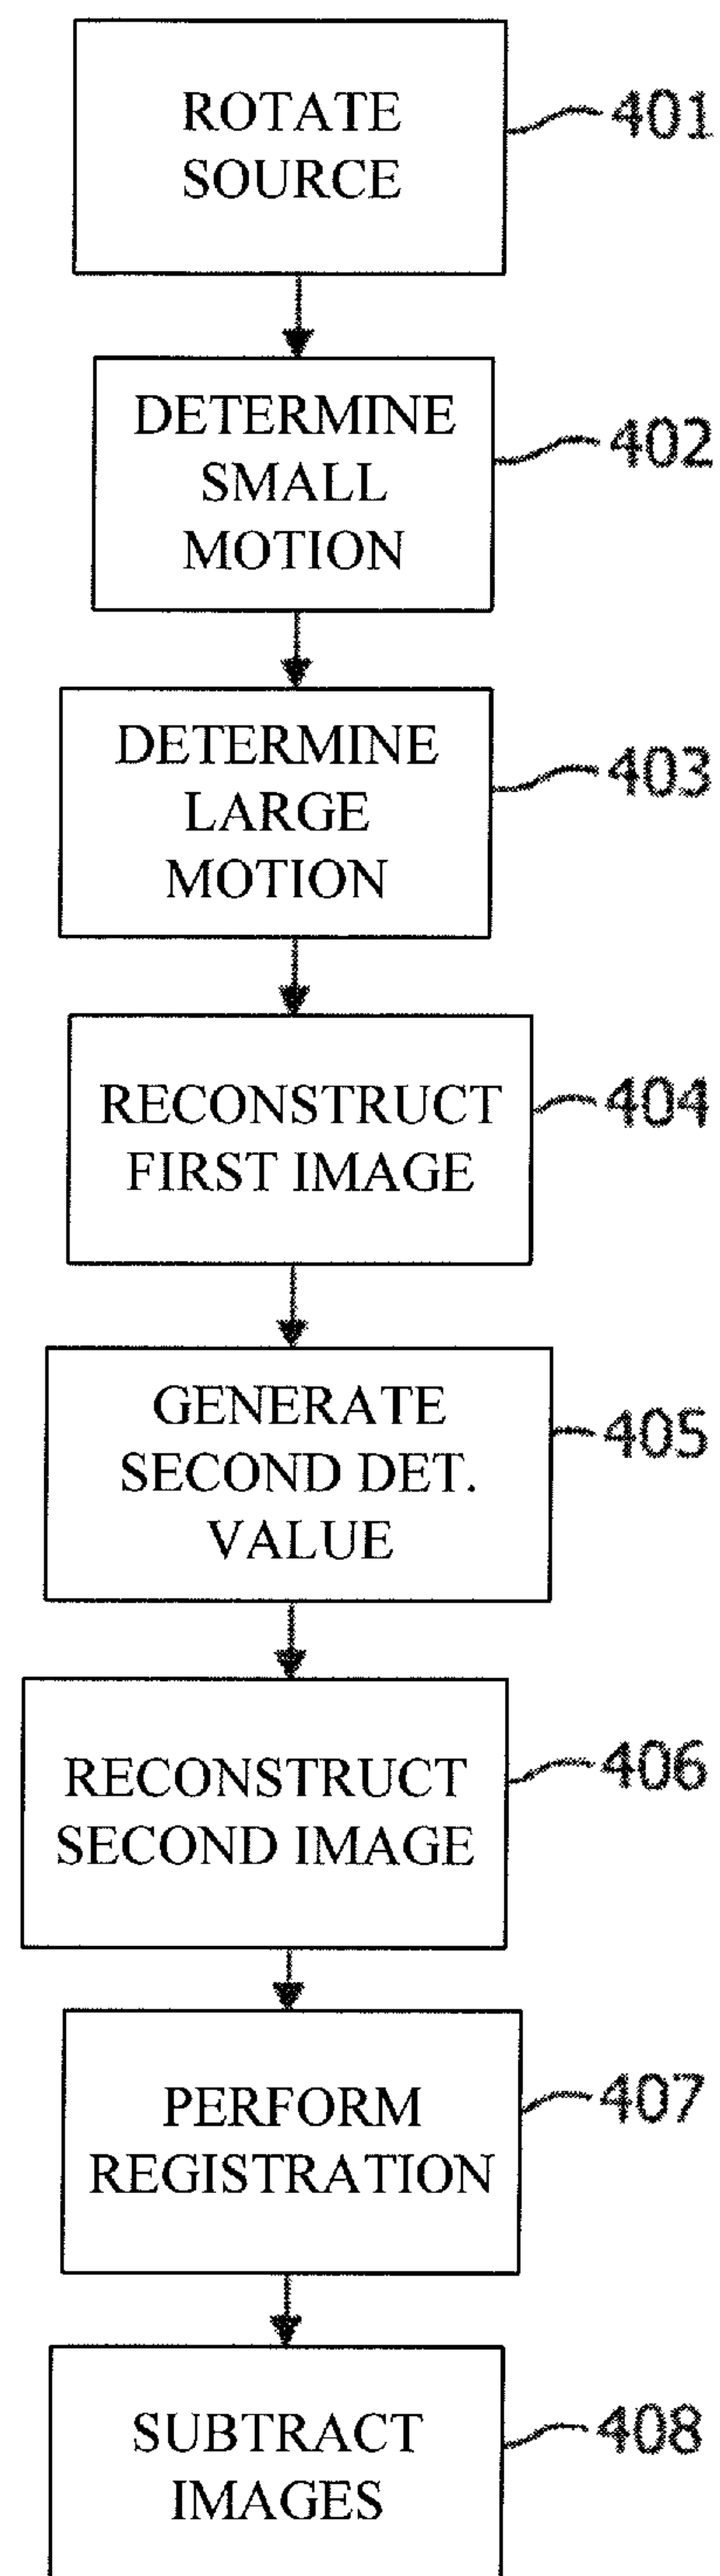 ROTATE
SOURCE
401
DETERMINE
SMALL
MOTION
402
DETERMINE
LARGE
MOTION
403
RECONSTRUCT
FIRST IMAGE
404
GENERATE
SECOND DET.
VALUE
405
RECONSTRUCT
SECOND IMAGE
406
PERFORM
REGISTRATION
407
SUBTRACT
IMAGES
408